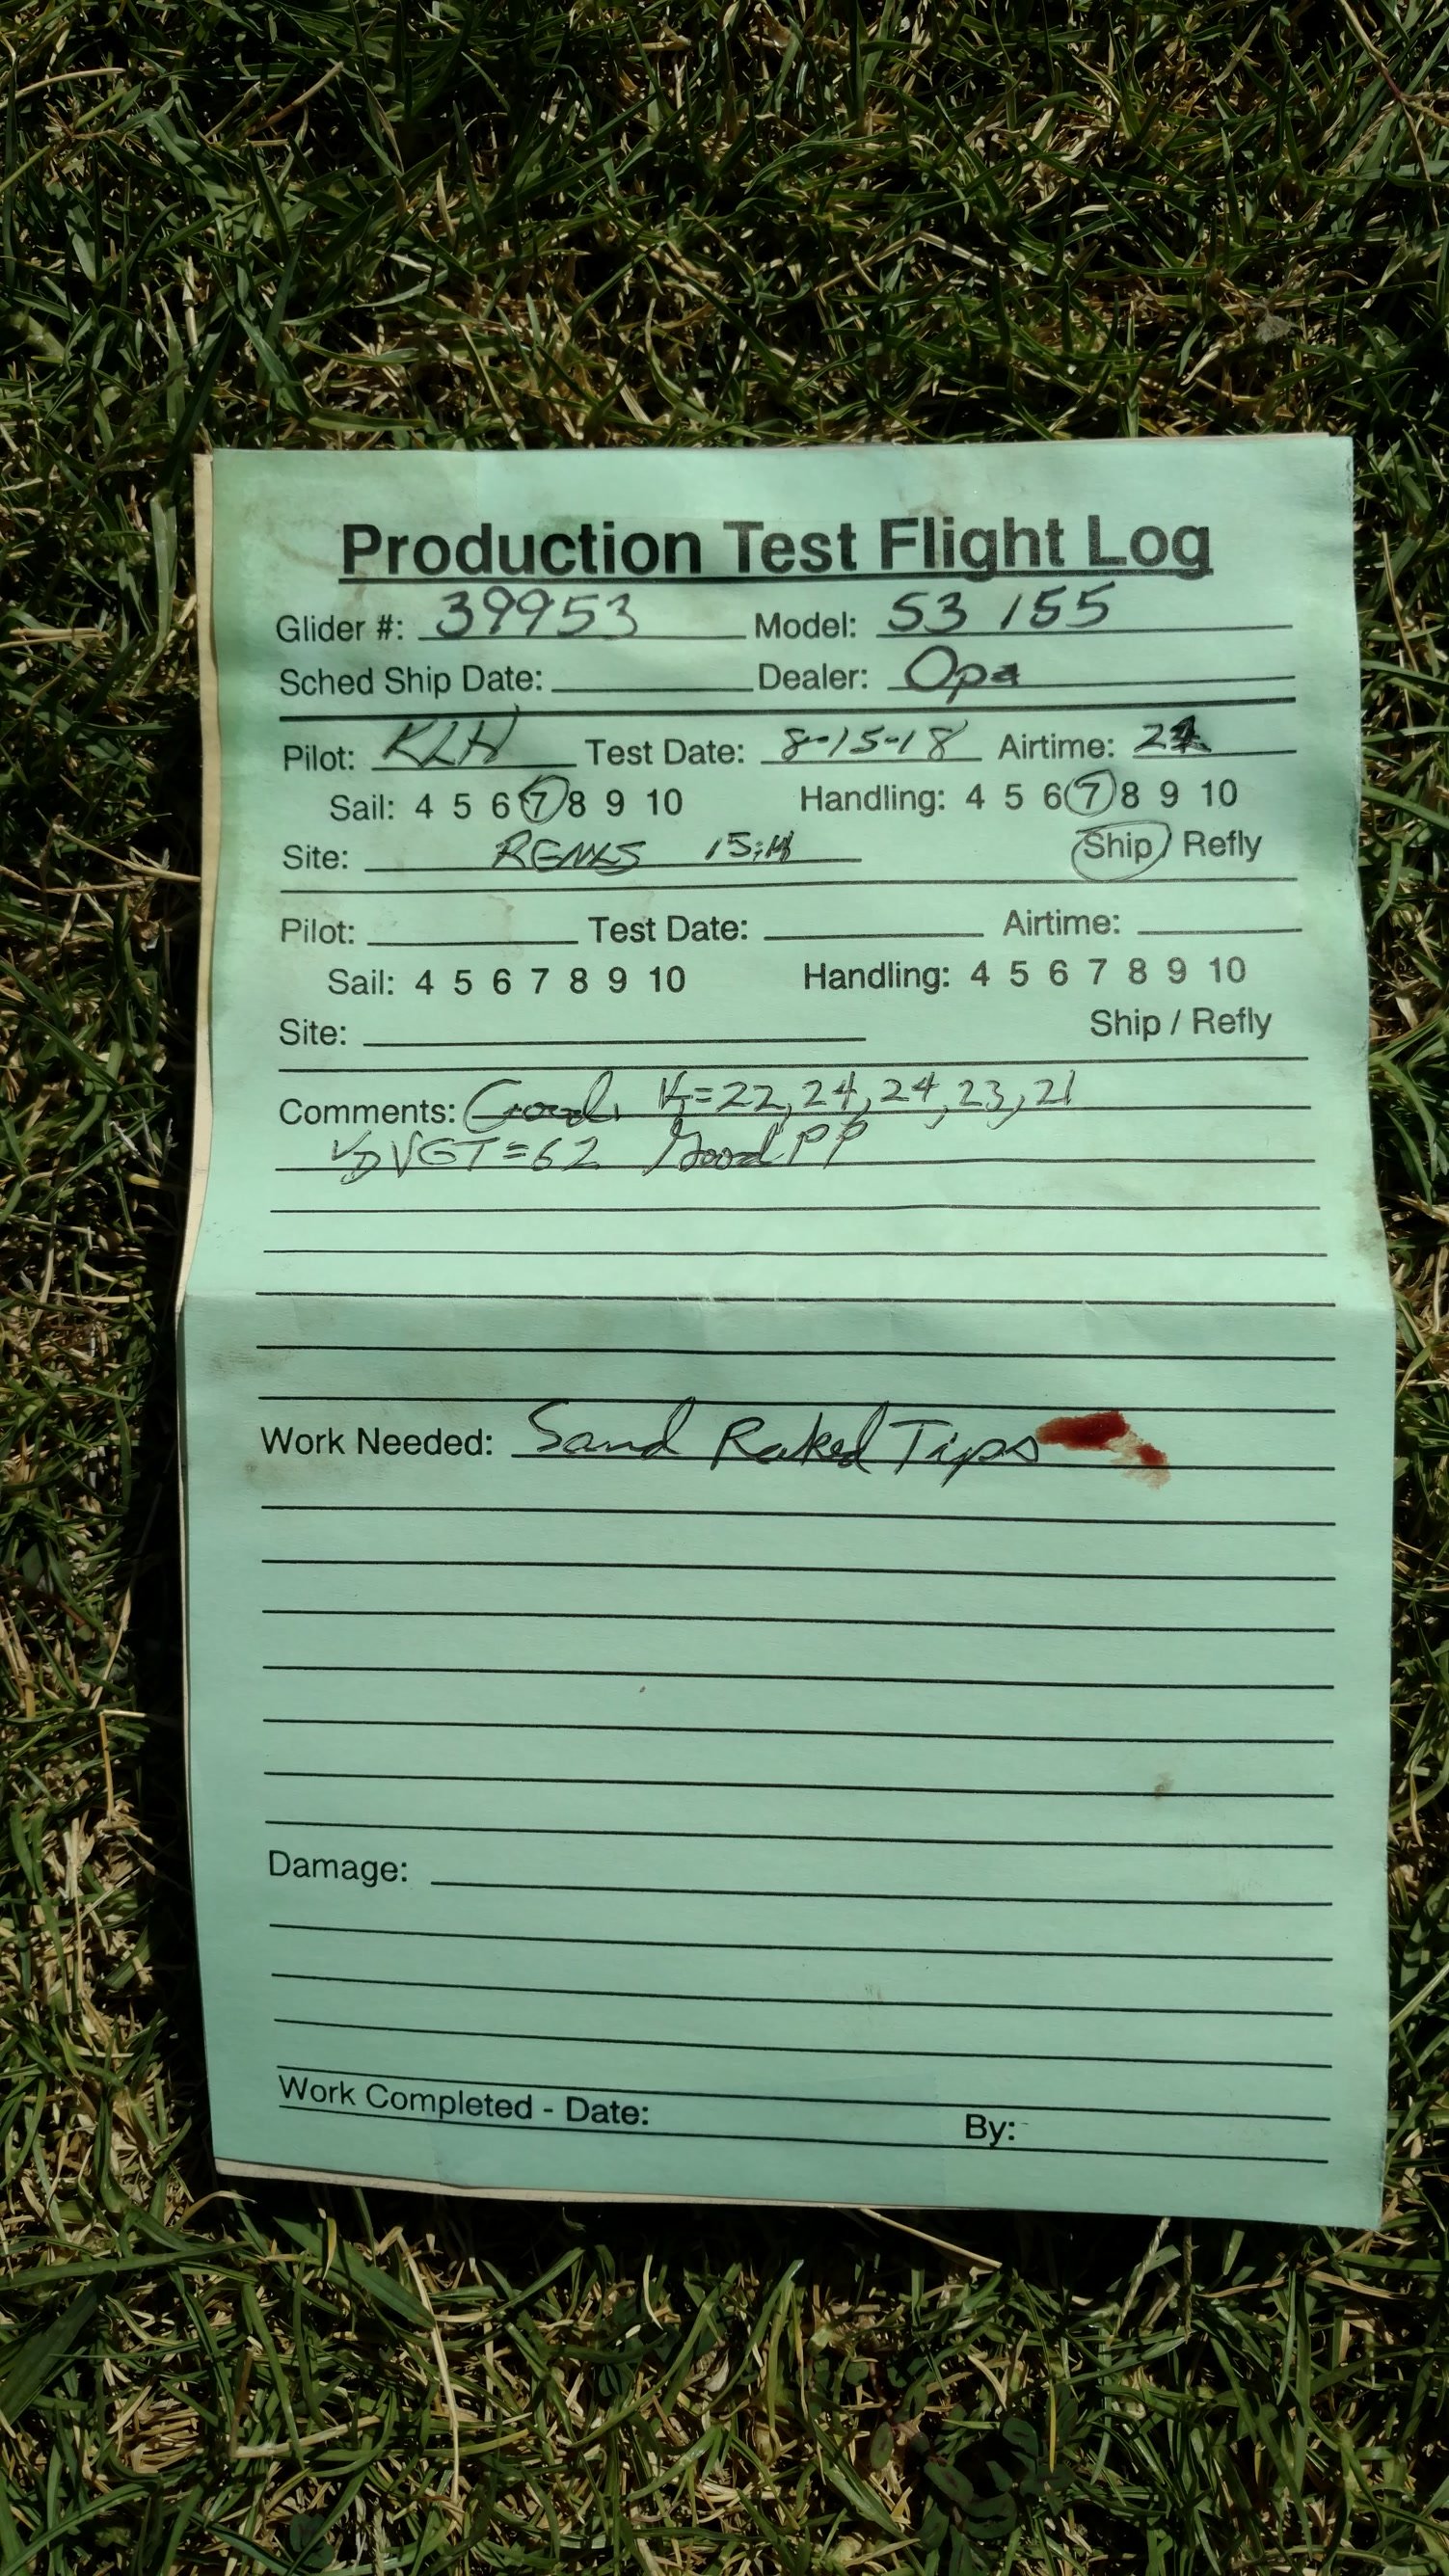 Production Test Flight Log
Glider #: 39953 Model: S3 155
Sched Ship Date: Dealer: Opa
Pilot: KLH Test Date: 8-15-18 Airtime:
Sail: 4 5 6 7 8 9 10 Handling: 4 5 6 7 8 9 10
Site: Ship / Refly
Pilot: Test Date: Airtime:
Sail: 4 5 6 7 8 9 10 Handling: 4 5 6 7 8 9 10
Site: Ship / Refly
Comments: Good. VT=22, 24, 24, 23, 21
VD VGT=62 Good PP
Work Needed: Sand Raked Tips
Damage:
Work Completed - Date: By: